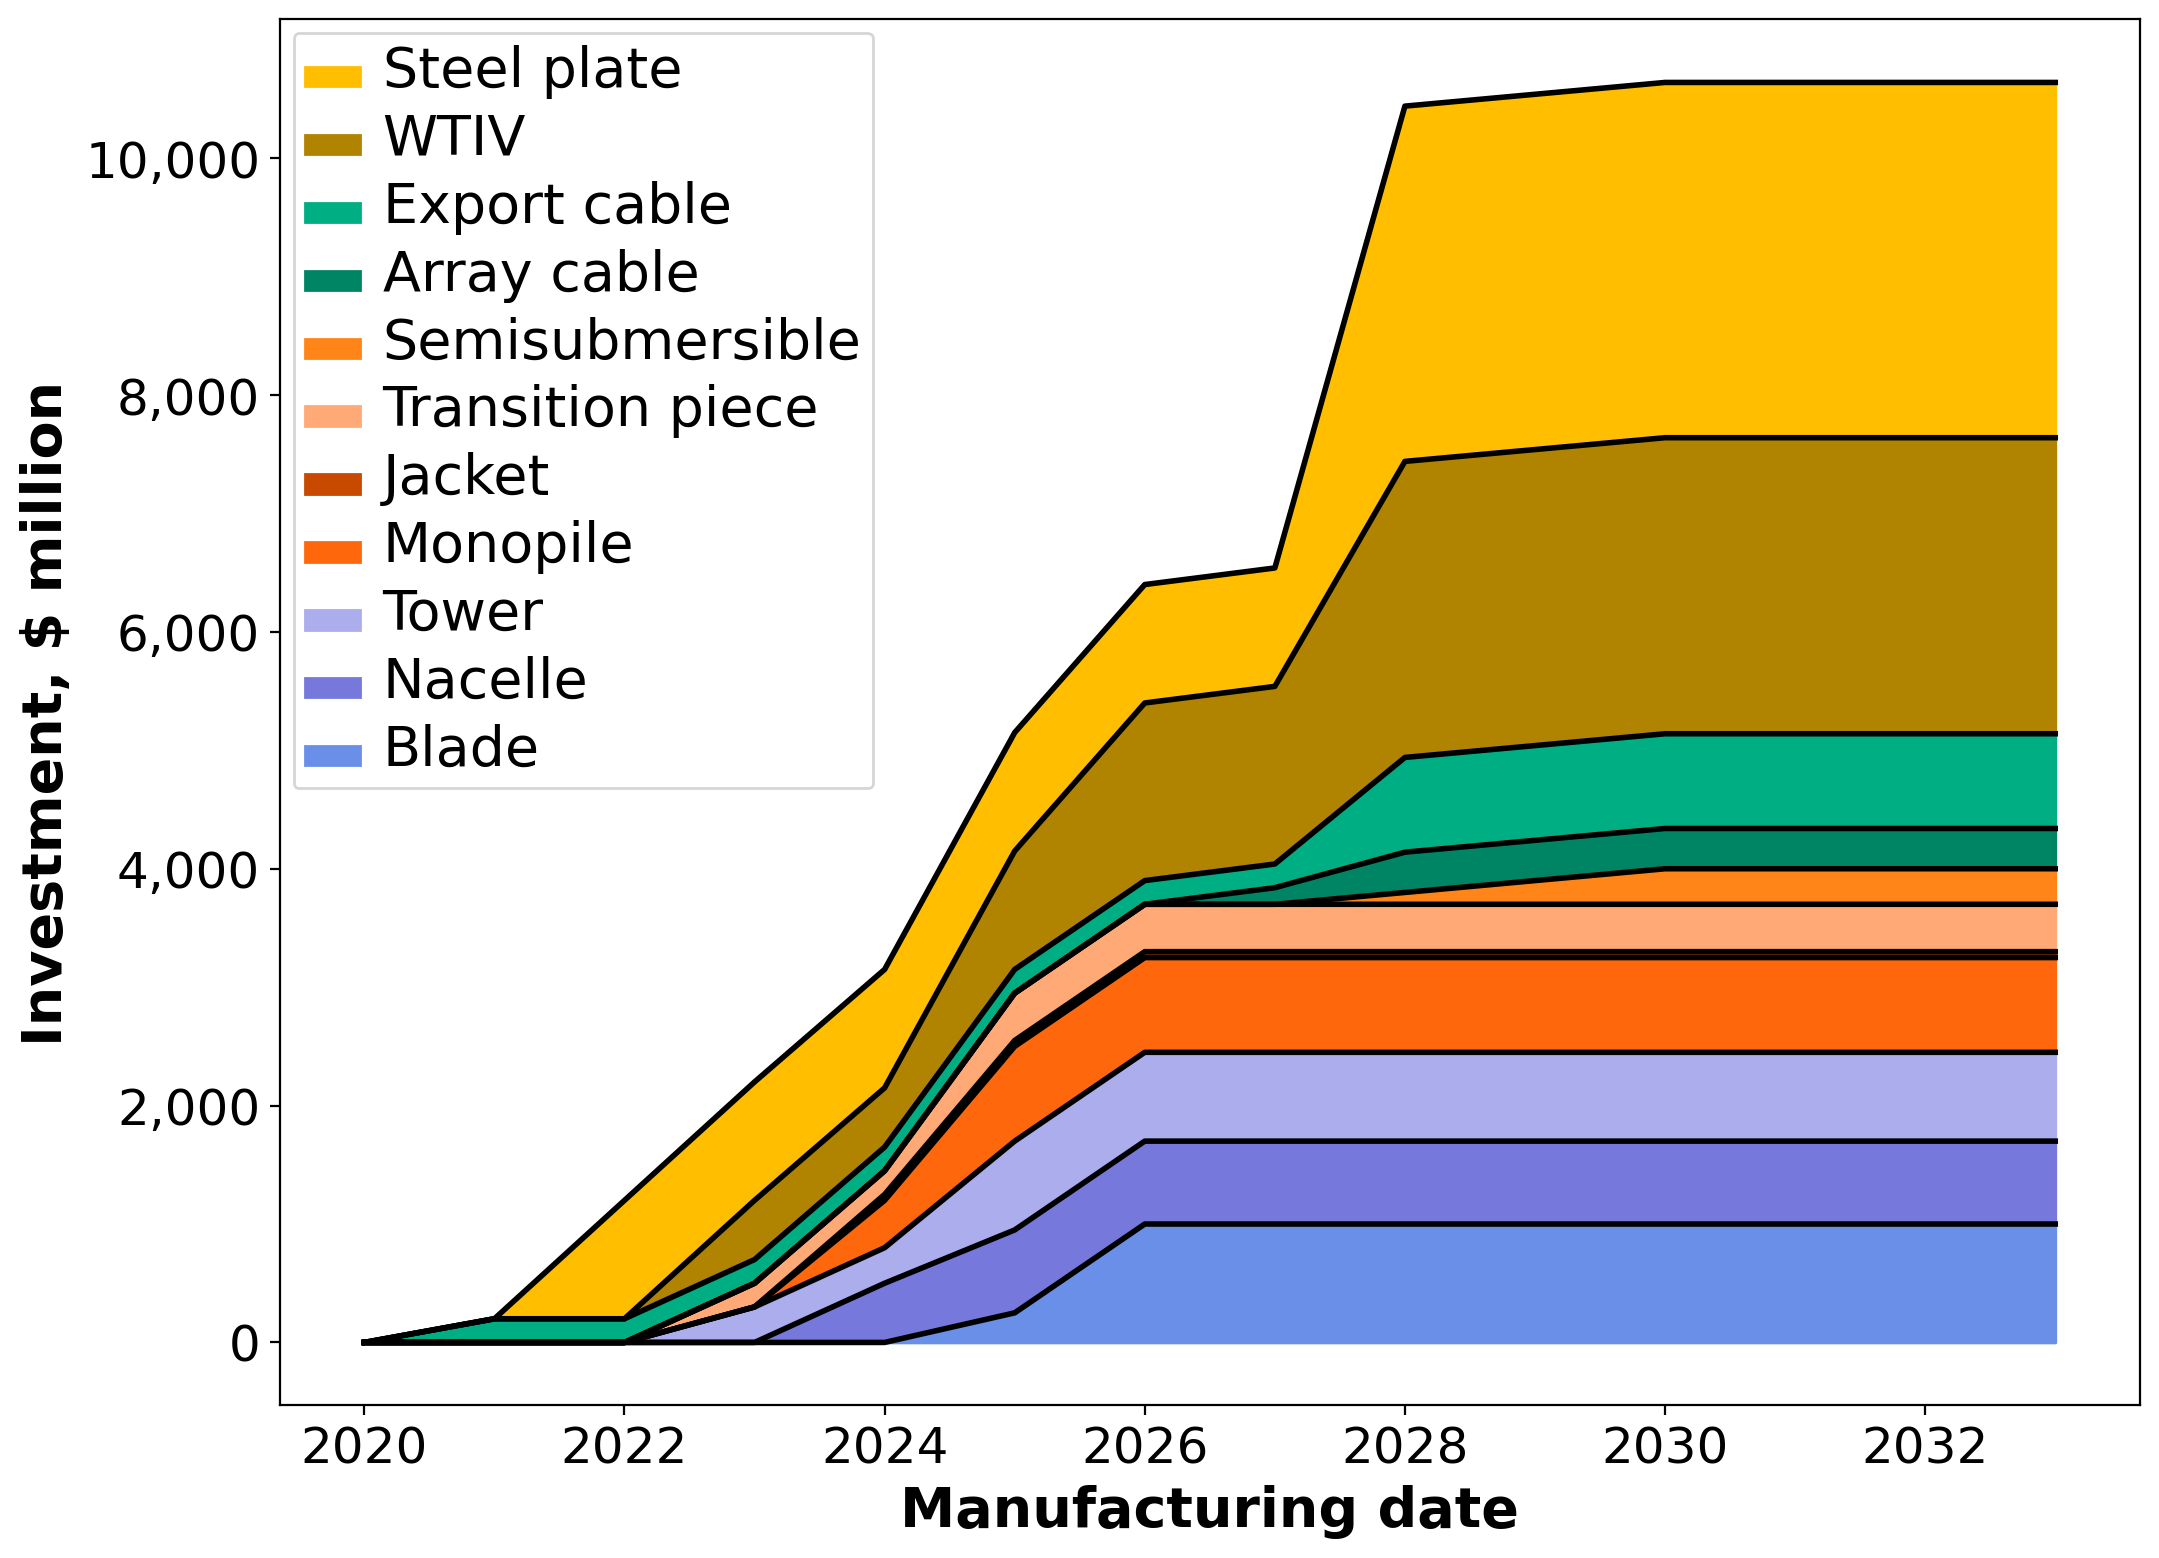 Steel plate
WTIV
Export cable
Array cable
Semisubmersible
Transition piece
Jacket
Monopile
Tower
Nacelle
Blade
10,000
8,000
6,000
4,000
2,000
0
Investment, $ million
2020 2022 2024 2026 2028 2030 2032
Manufacturing date